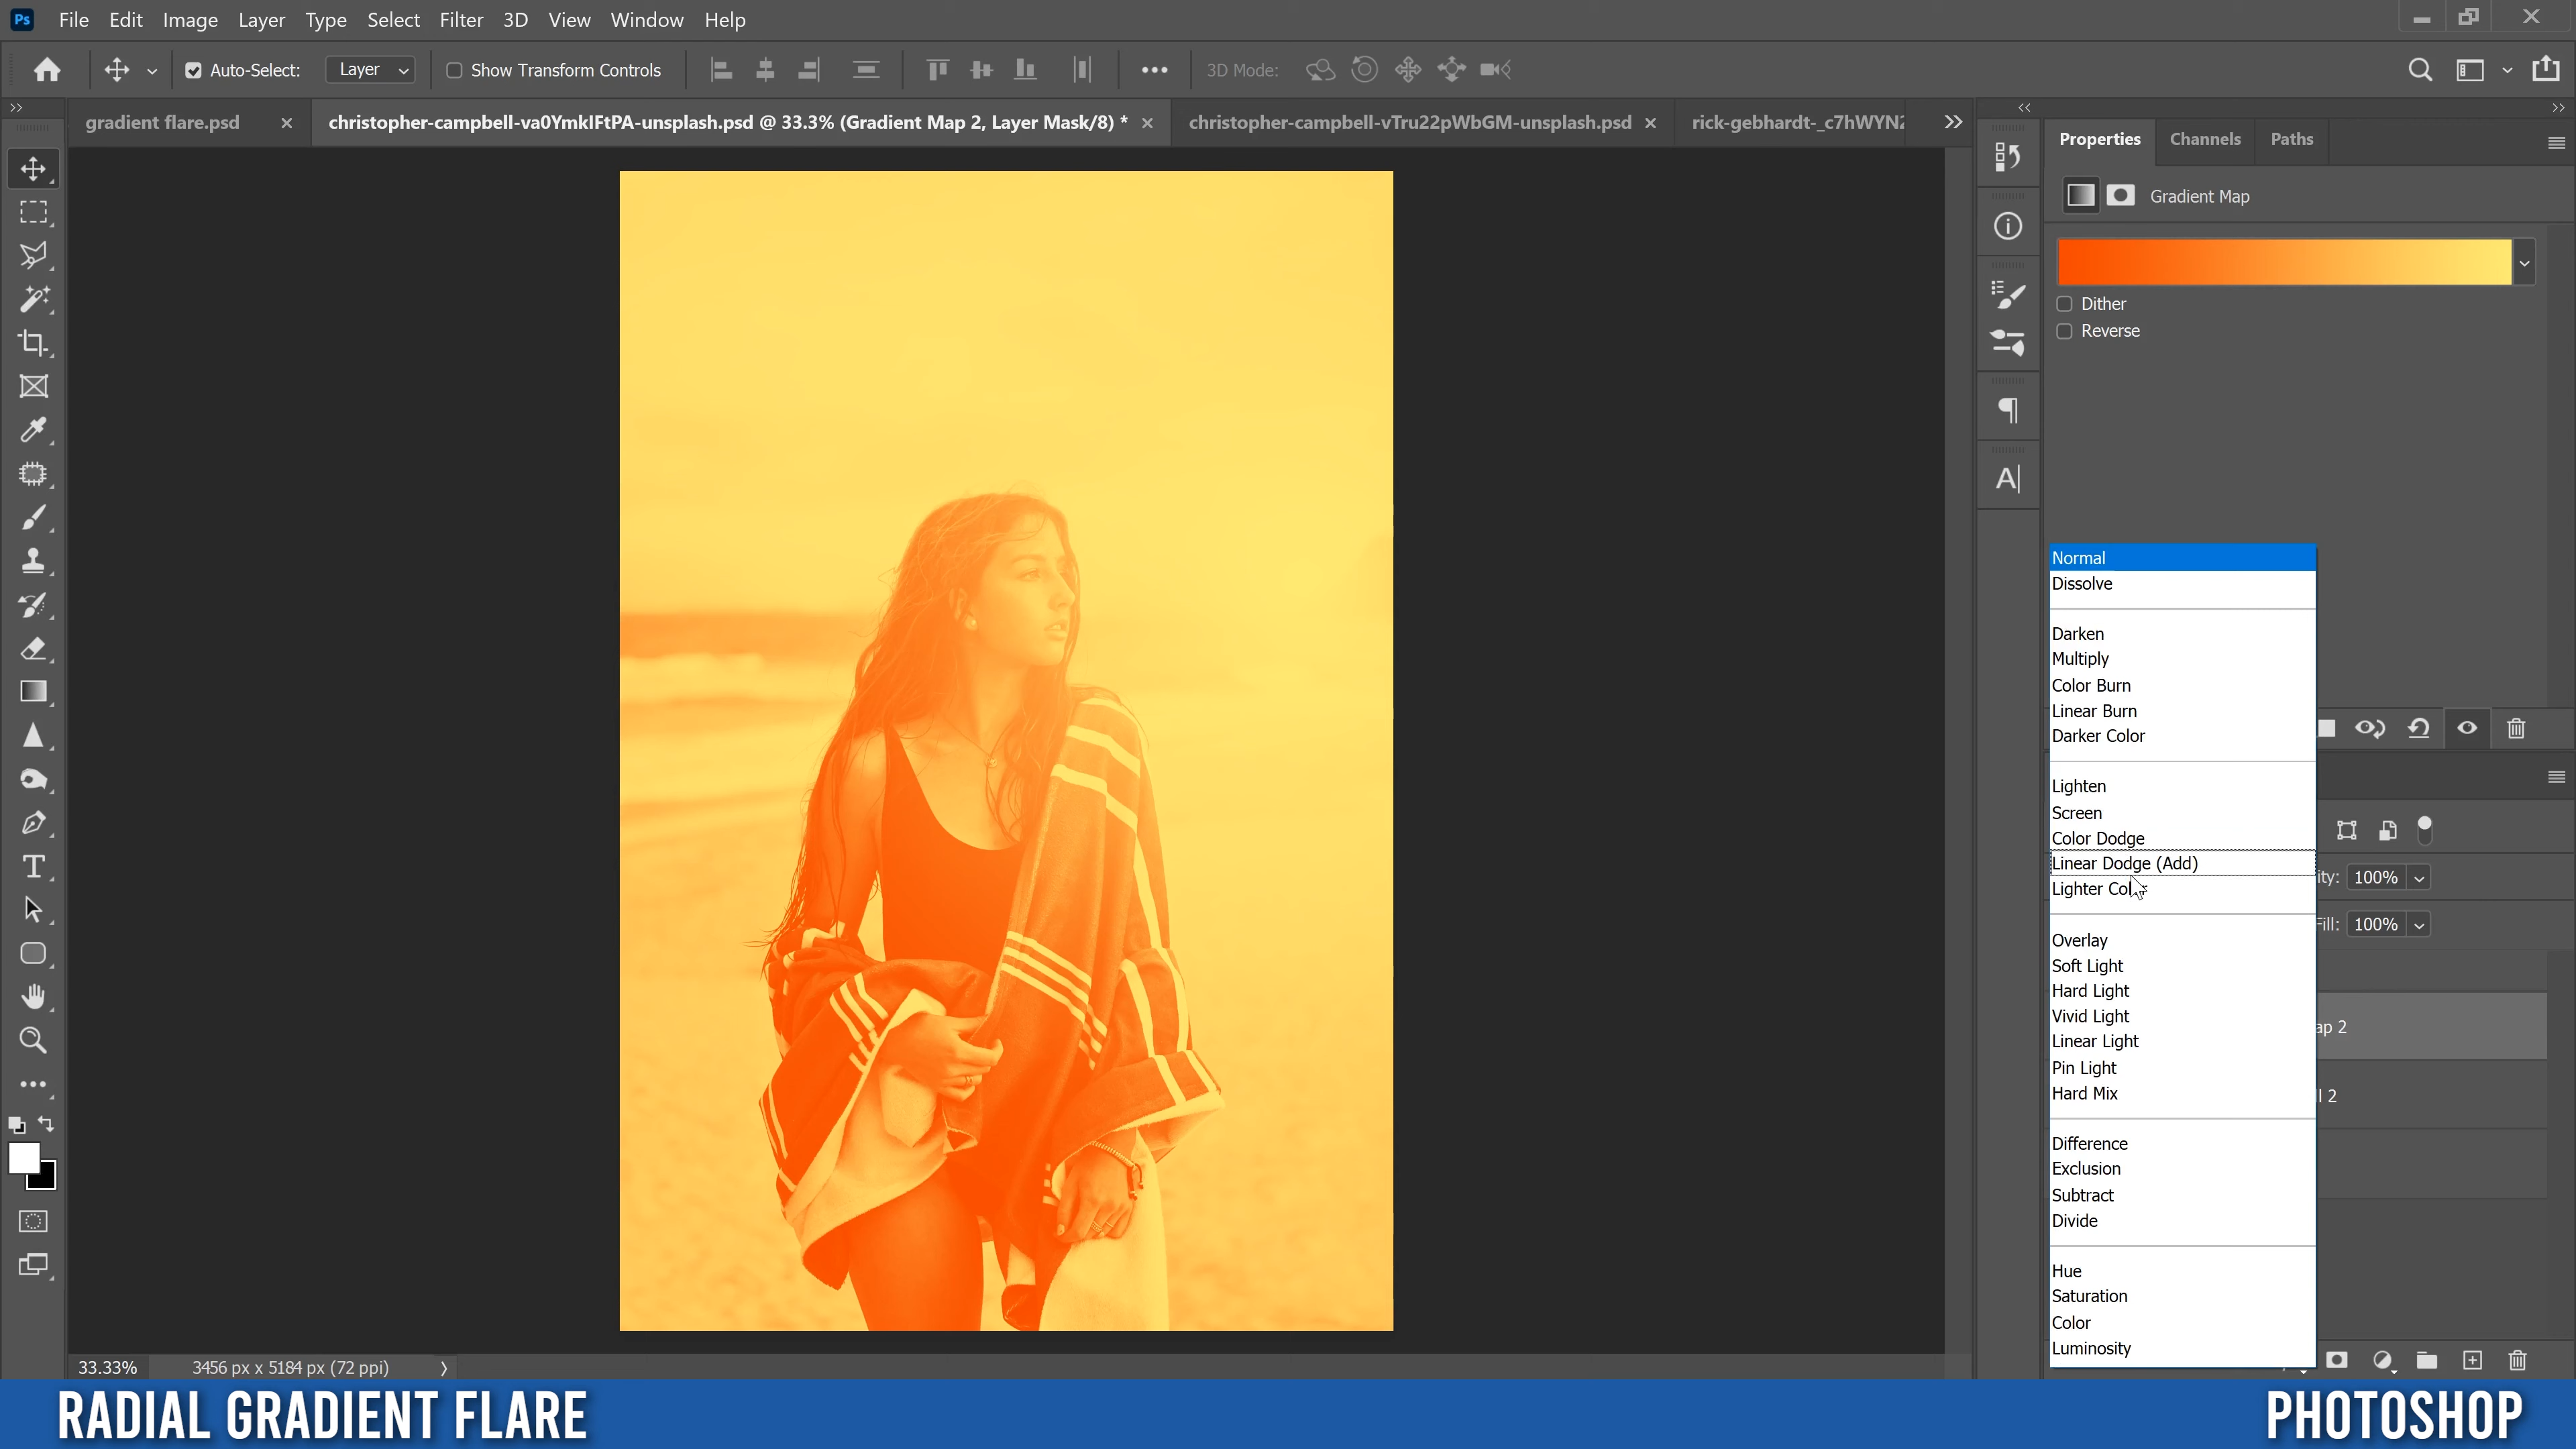 Ps File Edit Image Layer Type Select Filter 3D View Window Help
Auto-Select: Layer Show Transform Controls 3D Mode:
gradient flare.psd christopher-campbell-va0YmkIFtPA-unsplash.psd @ 33.3% (Gradient Map 2, Layer Mask/8) * christopher-campbell-vTru22pWbGM-unsplash.psd rick-gebhardt-_c7hWYN2
Properties Channels Paths
Gradient Map
Dither
Reverse
Normal
Dissolve
Darken
Multiply
Color Burn
Linear Burn
Darker Color
Lighten
Screen
Color Dodge
Linear Dodge (Add)
Lighter Color
ity: 100%
Fill: 100%
Overlay
Soft Light
Hard Light
Vivid Light
Linear Light
Pin Light
Hard Mix
ap 2
l 2
Difference
Exclusion
Subtract
Divide
Hue
Saturation
Color
Luminosity
33.33% 3456 px x 5184 px (72 ppi)
RADIAL GRADIENT FLARE
PHOTOSHOP